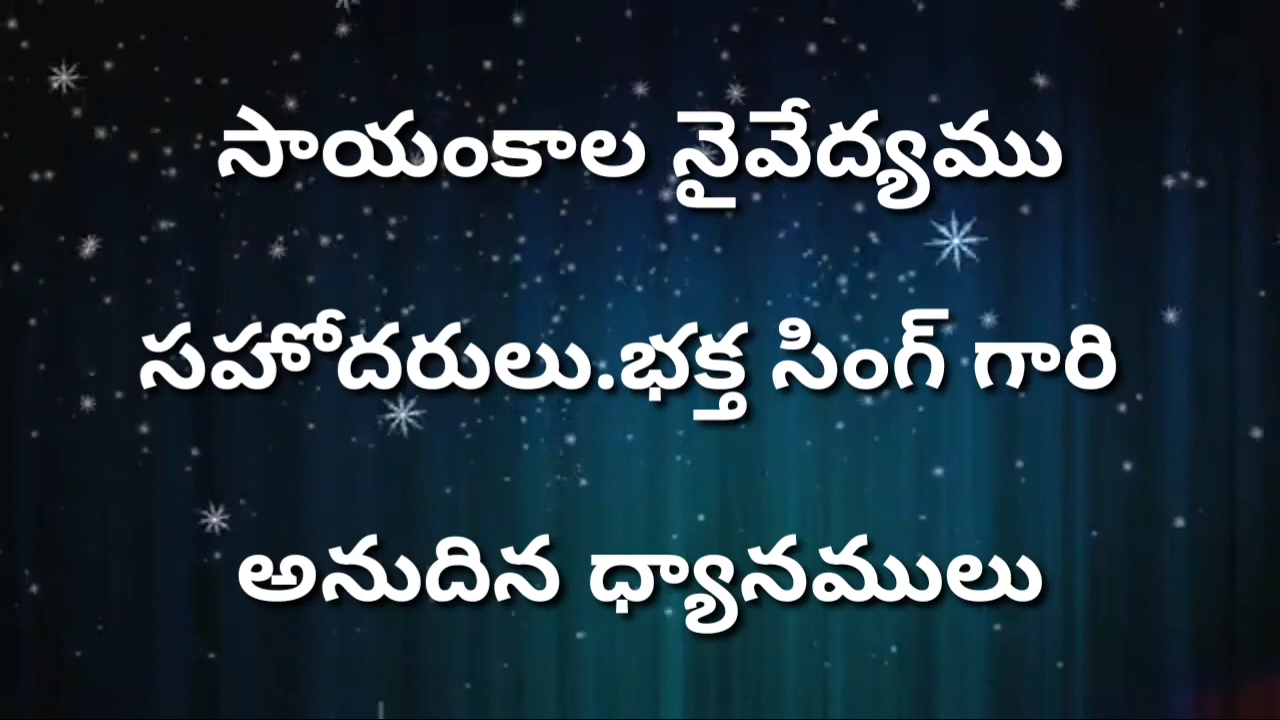 సాయంకాల నైవేద్యము
సహోదరులు.భక్త సింగ్ గారి
అనుదిన ధ్యానములు